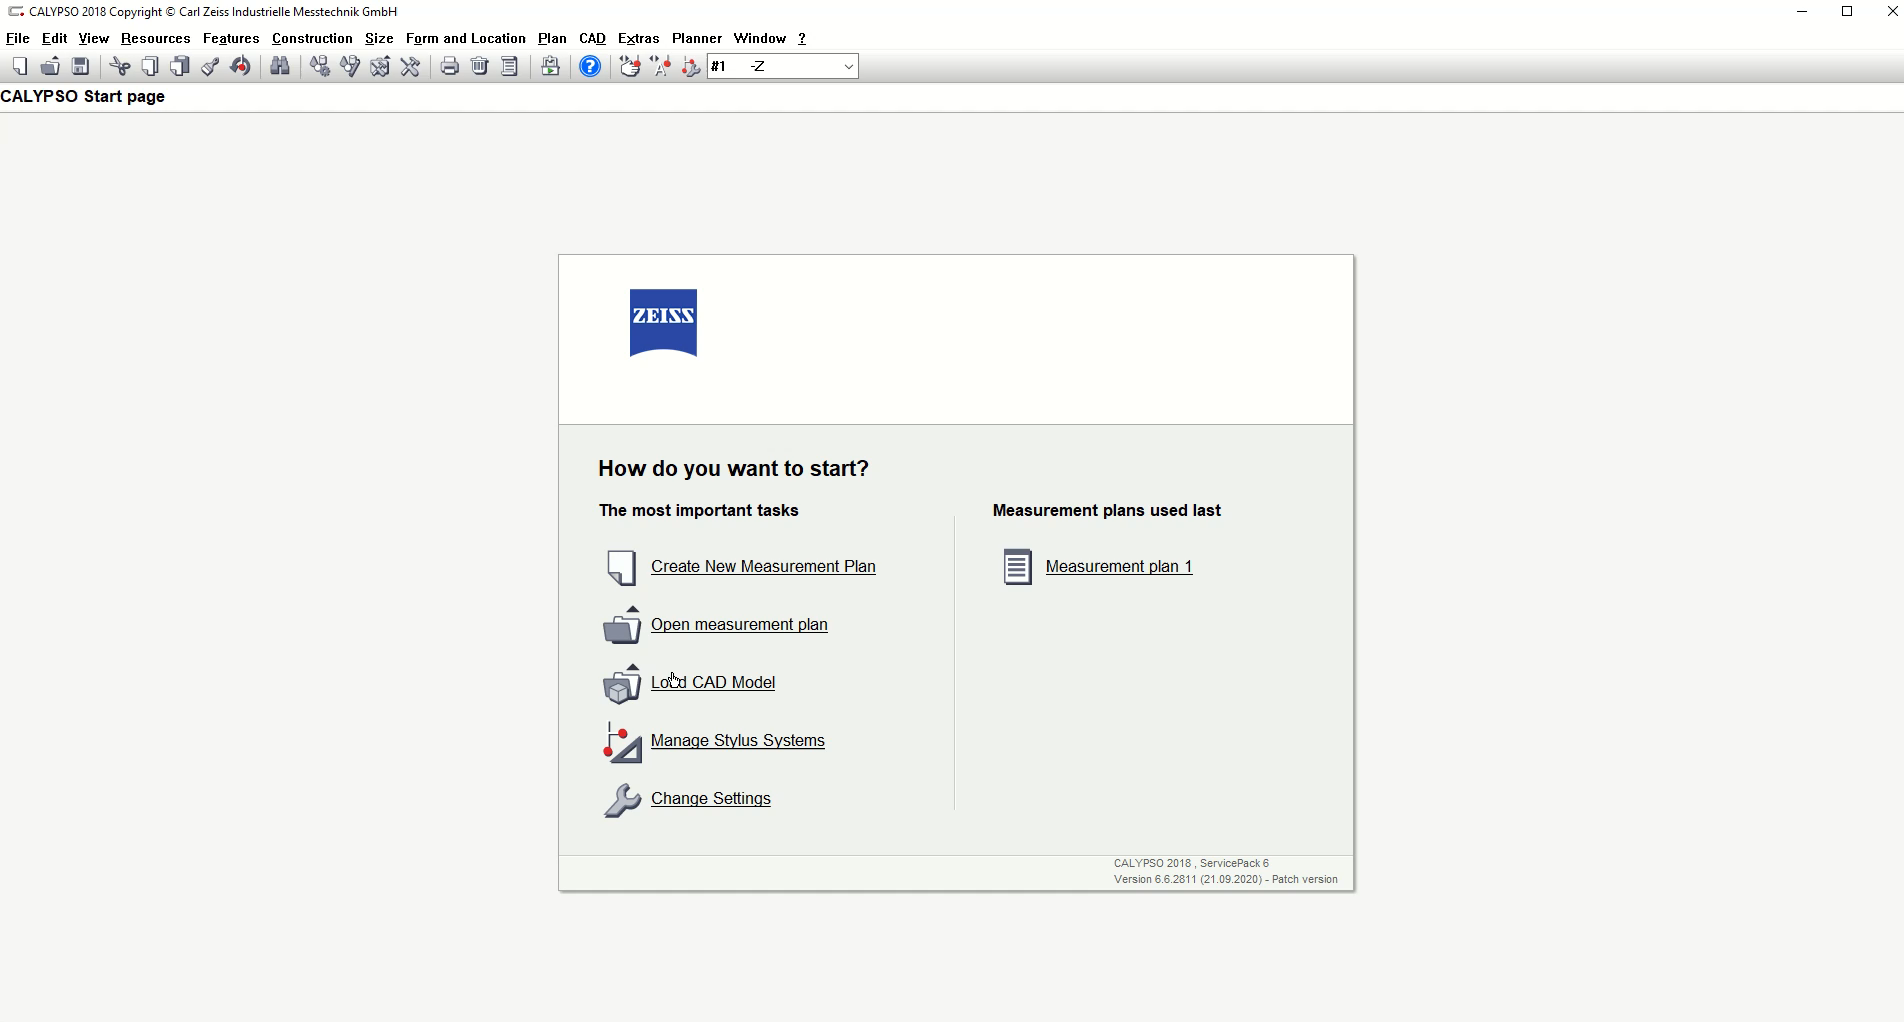 CALYPSO 2018 Copyright © Carl Zeiss Industrielle Messtechnik GmbH
File Edit View Resources Features Construction Size Form and Location Plan CAD Extras Planner Window ?
#1 -Z
CALYPSO Start page
ZEISS
How do you want to start?
The most important tasks
Measurement plans used last
Create New Measurement Plan
Measurement plan 1
Open measurement plan
Load CAD Model
Manage Stylus Systems
Change Settings
CALYPSO 2018 , ServicePack 6
Version 6.6.2811 (21.09.2020) - Patch version